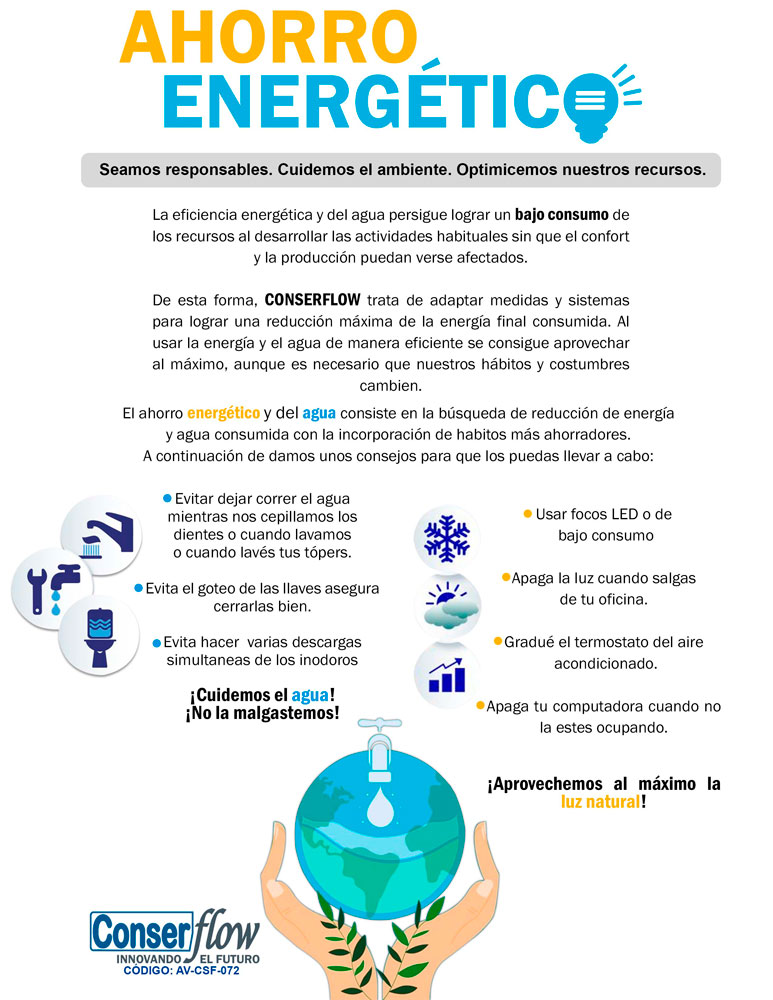 AHORRO
ENERGÉTICO
Seamos responsables. Cuidemos el ambiente. Optimicemos nuestros recursos.
La eficiencia energética y del agua persigue lograr un bajo consumo de
los recursos al desarrollar las actividades habituales sin que el confort
y la producción puedan verse afectados.
De esta forma, CONSERFLOW trata de adaptar medidas y sistemas
para lograr una reducción máxima de la energía final consumida. Al
usar la energía y el agua de manera eficiente se consigue aprovechar
al máximo, aunque es necesario que nuestros hábitos y costumbres
cambien.
El ahorro energético y del agua consiste en la búsqueda de reducción de energía
y agua consumida con la incorporación de habitos más ahorradores.
A continuación de damos unos consejos para que los puedas llevar a cabo:
Evitar dejar correr el agua
mientras nos cepillamos los
dientes o cuando lavamos
o cuando lavés tus tópers.
Evita el goteo de las llaves asegura
cerrarlas bien.
Evita hacer varias descargas
simultaneas de los inodoros
¡Cuidemos el agua!
¡No la malgastemos!
Usar focos LED o de
bajo consumo
Apaga la luz cuando salgas
de tu oficina.
Gradué el termostato del aire
acondicionado.
Apaga tu computadora cuando no
la estes ocupando.
¡Aprovechemos al máximo la
luz natural!
Conserflow
INNOVANDO EL FUTURO
CÓDIGO: AV-CSF-072